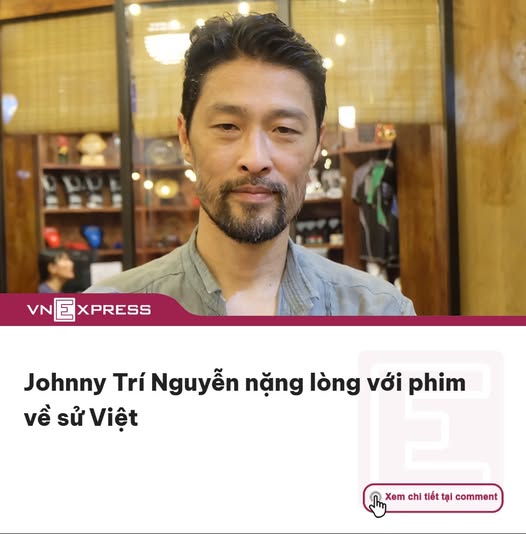 VNEXPRESS
Johnny Trí Nguyễn nặng lòng với phim
về sử Việt
Xem chi tiết tại comment